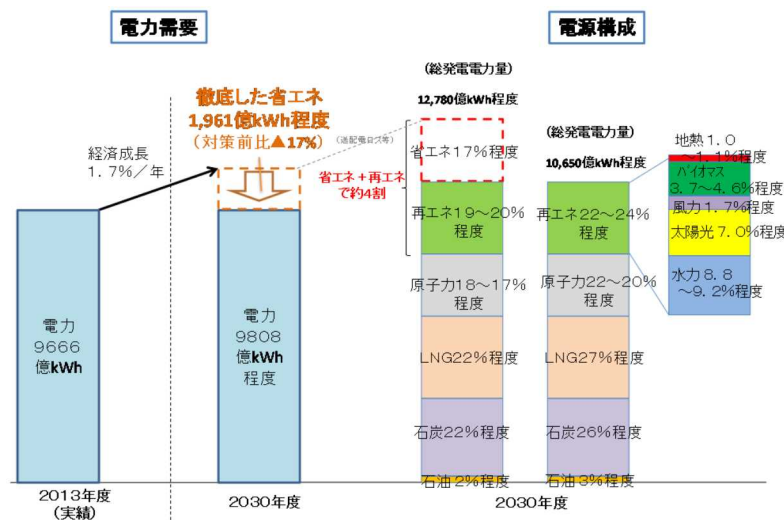 電力需要
電源構成
徹底した省エネ
1,961億kWh程度
(対策前比▲17%)
経済成長
1.7%/年
電力
9666
億kWh
電力
9808
億kWh
程度
2013年度
(実績)
2030年度
(送配電ロス等)
(総発電電力量)
12,780億kWh程度
省エネ17%程度
省エネ+再エネ
で約4割
再エネ19~20%
程度
原子力18~17%
程度
LNG22%程度
石炭22%程度
石油2%程度
(総発電電力量)
10,650億kWh程度
再エネ22~24%
程度
原子力22~20%
程度
LNG27%程度
石炭26%程度
石油3%程度
2030年度
地熱1.0
~1.1%程度
バイオマス
3.7~4.6%程度
風力1.7%程度
太陽光7.0%程度
水力8.8
~9.2%程度